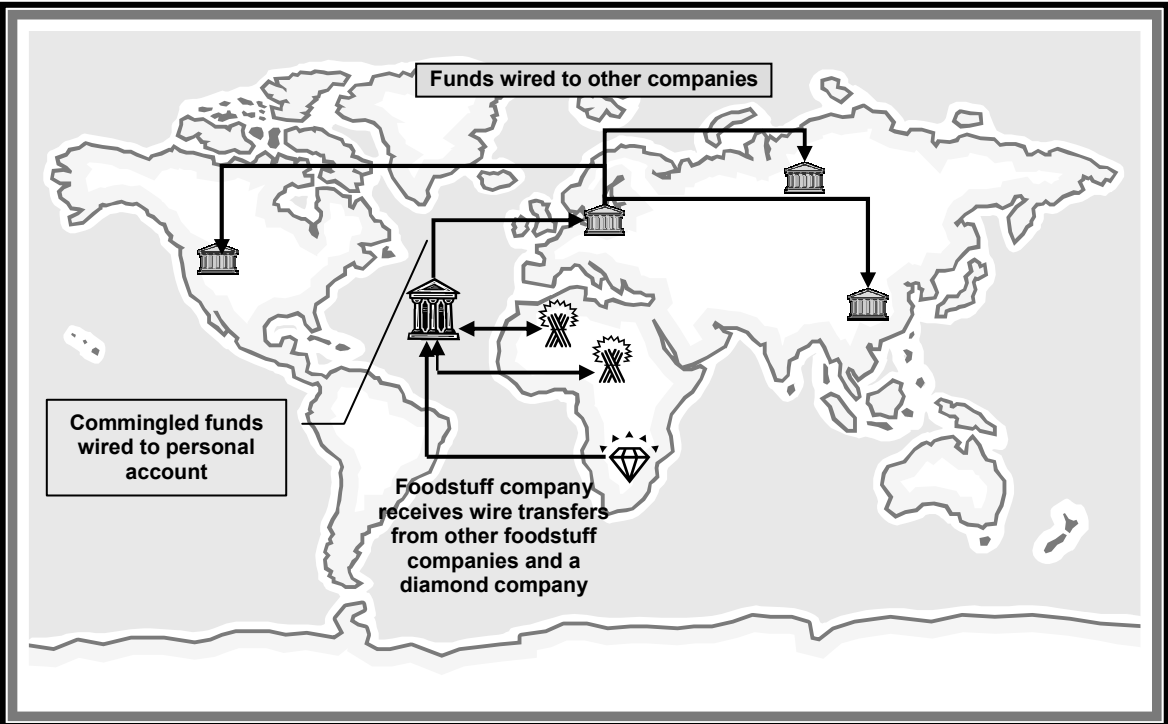 Funds wired to other companies
Commingled funds
wired to personal
account
Foodstuff company
receives wire transfers
from other foodstuff
companies and a
diamond company